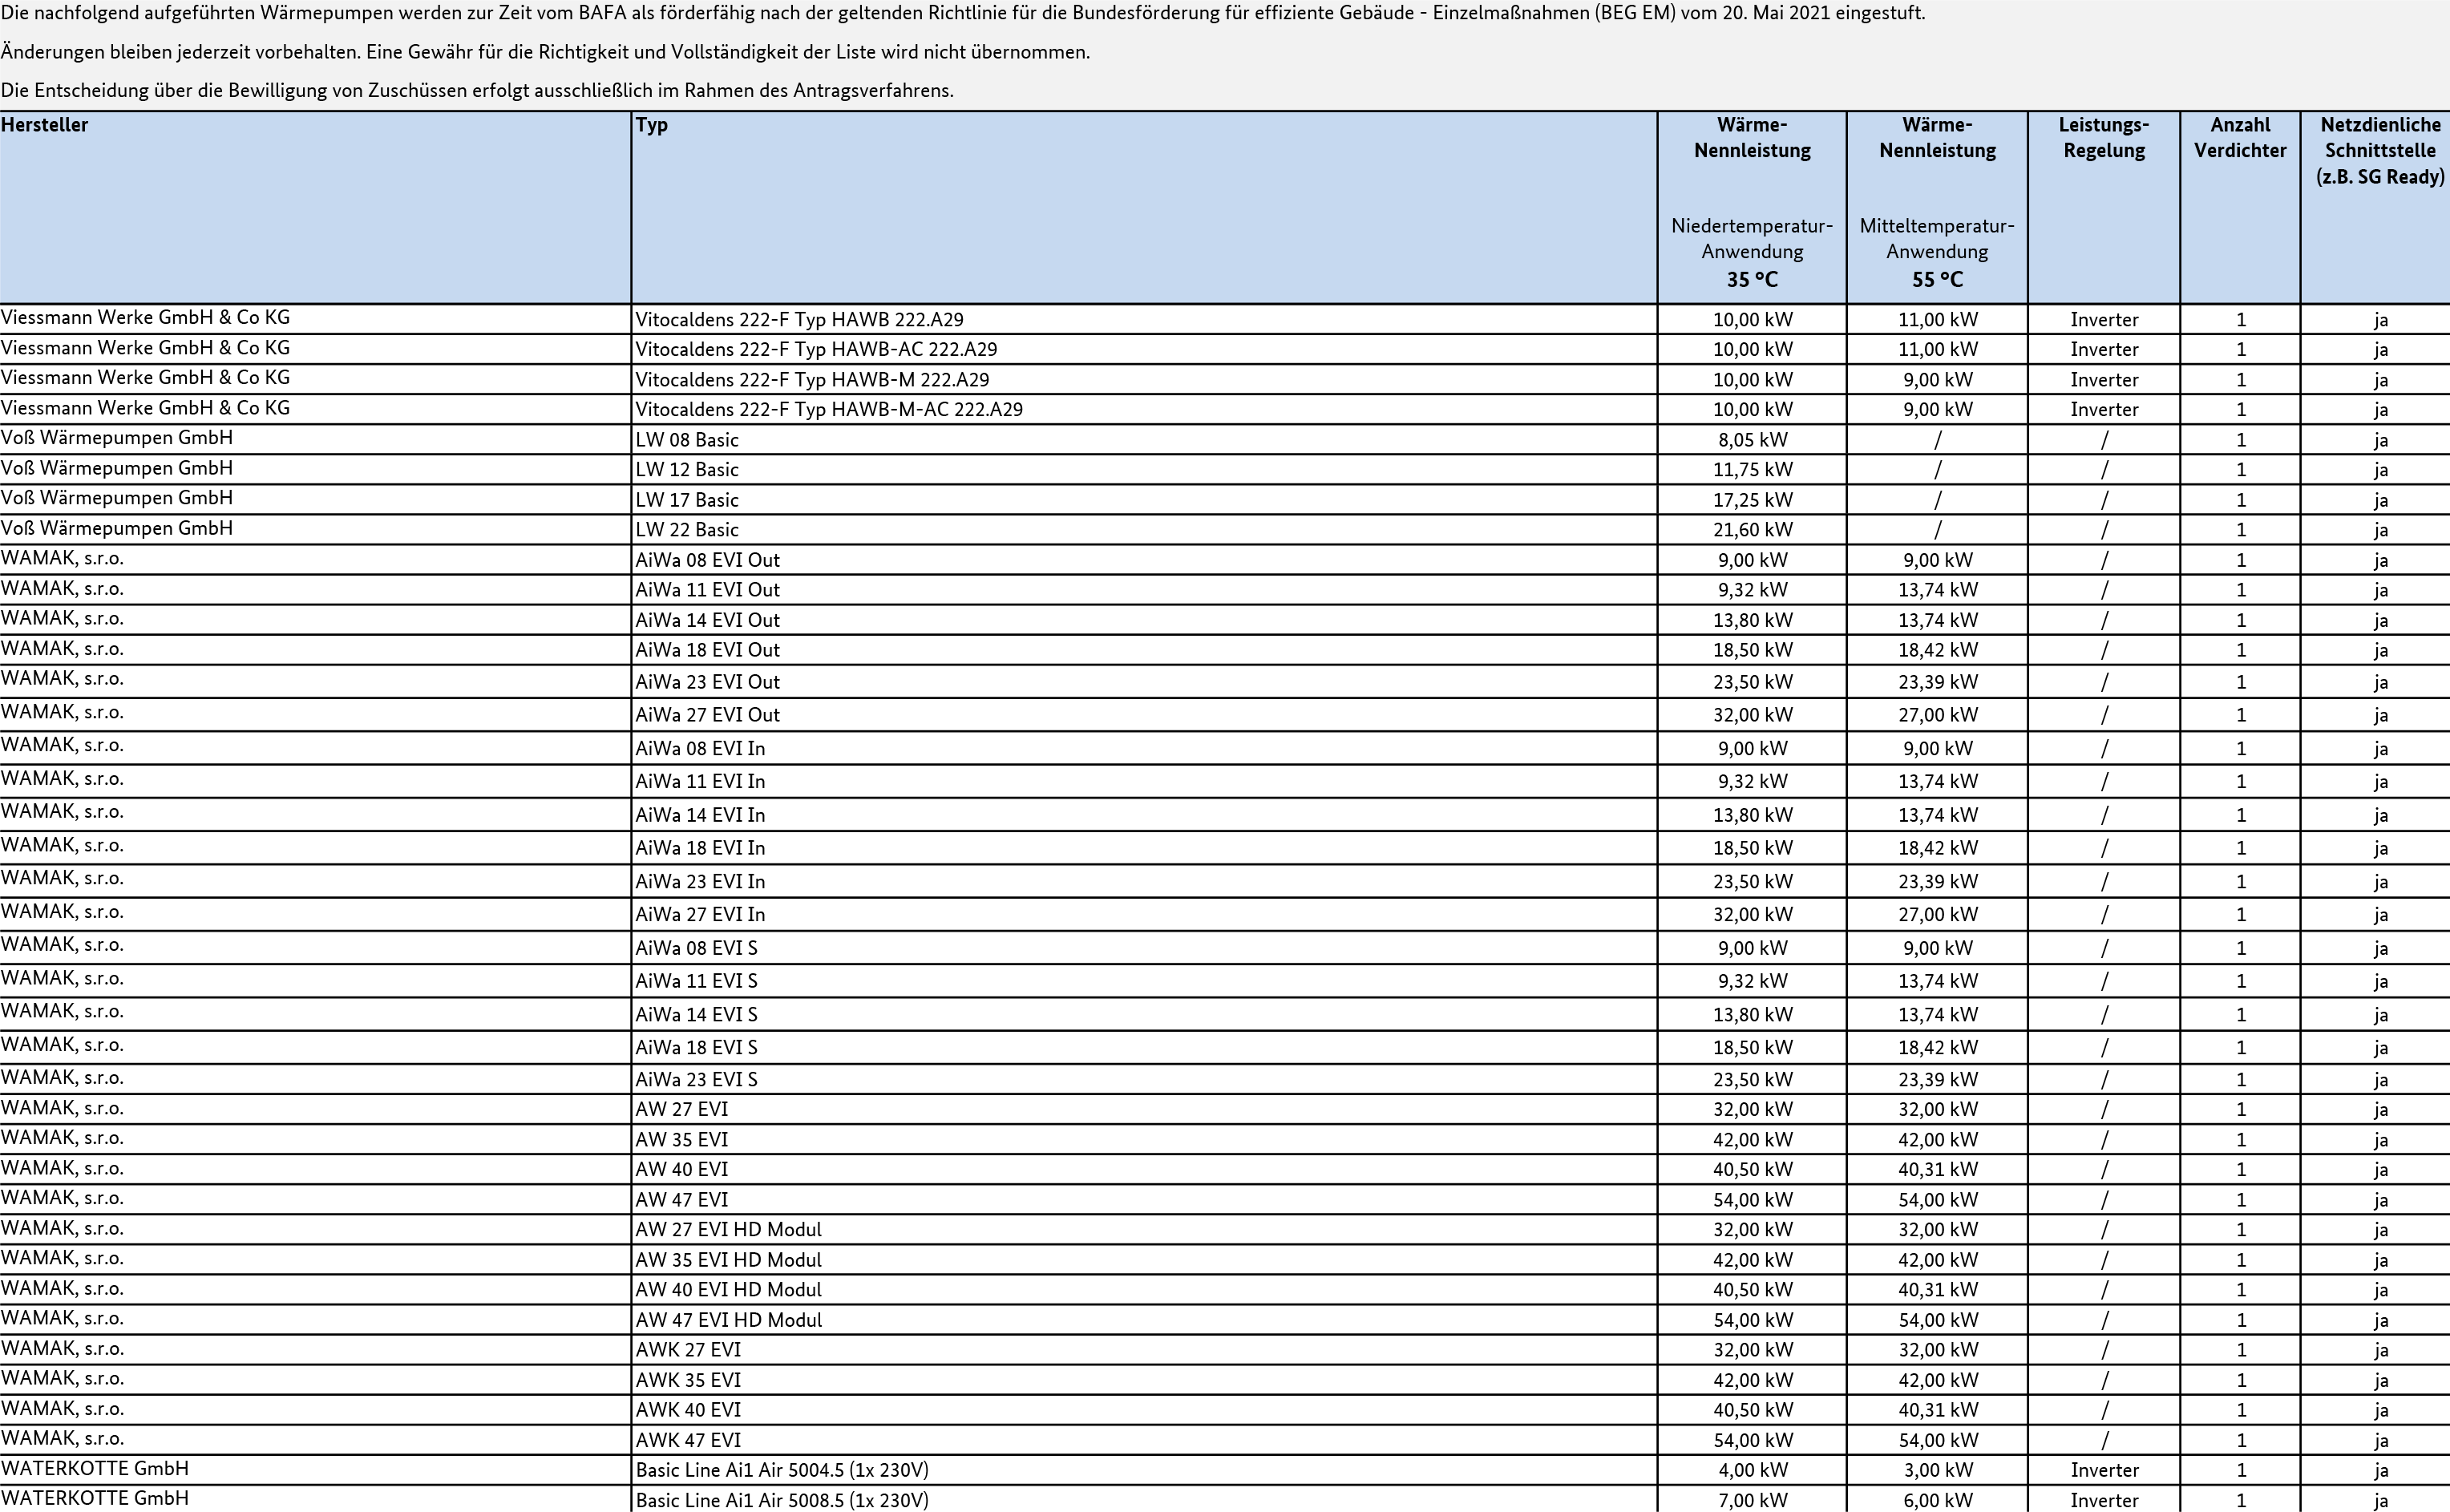 Die nachfolgend aufgeführten Wärmepumpen werden zur Zeit vom BAFA als förderfähig nach der geltenden Richtlinie für die Bundesförderung für effiziente Gebäude - Einzelmaßnahmen (BEG EM) vom 20. Mai 2021 eingestuft.
Änderungen bleiben jederzeit vorbehalten. Eine Gewähr für die Richtigkeit und Vollständigkeit der Liste wird nicht übernommen.
Die Entscheidung über die Bewilligung von Zuschüssen erfolgt ausschließlich im Rahmen des Antragsverfahrens.
Hersteller Typ Wärme- Wärme- Leistungs- Anzahl Netzdienliche
Nennleistung Nennleistung Regelung Verdichter Schnittstelle
(z.B. SG Ready)
Niedertemperatur- Mitteltemperatur-
Anwendung Anwendung
35 °C 55 °C
Viessmann Werke GmbH & Co KG Vitocaldens 222-F Typ HAWB 222.A29 10,00 kW 11,00 kW Inverter 1 ja
Viessmann Werke GmbH & Co KG Vitocaldens 222-F Typ HAWB-AC 222.A29 10,00 kW 11,00 kW Inverter 1 ja
Viessmann Werke GmbH & Co KG Vitocaldens 222-F Typ HAWB-M 222.A29 10,00 kW 9,00 kW Inverter 1 ja
Viessmann Werke GmbH & Co KG Vitocaldens 222-F Typ HAWB-M-AC 222.A29 10,00 kW 9,00 kW Inverter 1 ja
Voß Wärmepumpen GmbH LW 08 Basic 8,05 kW / / 1 ja
Voß Wärmepumpen GmbH LW 12 Basic 11,75 kW / / 1 ja
Voß Wärmepumpen GmbH LW 17 Basic 17,25 kW / / 1 ja
Voß Wärmepumpen GmbH LW 22 Basic 21,60 kW / / 1 ja
WAMAK, s.r.o. AiWa 08 EVI Out 9,00 kW 9,00 kW / 1 ja
WAMAK, s.r.o. AiWa 11 EVI Out 9,32 kW 13,74 kW / 1 ja
WAMAK, s.r.o. AiWa 14 EVI Out 13,80 kW 13,74 kW / 1 ja
WAMAK, s.r.o. AiWa 18 EVI Out 18,50 kW 18,42 kW / 1 ja
WAMAK, s.r.o. AiWa 23 EVI Out 23,50 kW 23,39 kW / 1 ja
WAMAK, s.r.o. AiWa 27 EVI Out 32,00 kW 27,00 kW / 1 ja
WAMAK, s.r.o. AiWa 08 EVI In 9,00 kW 9,00 kW / 1 ja
WAMAK, s.r.o. AiWa 11 EVI In 9,32 kW 13,74 kW / 1 ja
WAMAK, s.r.o. AiWa 14 EVI In 13,80 kW 13,74 kW / 1 ja
WAMAK, s.r.o. AiWa 18 EVI In 18,50 kW 18,42 kW / 1 ja
WAMAK, s.r.o. AiWa 23 EVI In 23,50 kW 23,39 kW / 1 ja
WAMAK, s.r.o. AiWa 27 EVI In 32,00 kW 27,00 kW / 1 ja
WAMAK, s.r.o. AiWa 08 EVI S 9,00 kW 9,00 kW / 1 ja
WAMAK, s.r.o. AiWa 11 EVI S 9,32 kW 13,74 kW / 1 ja
WAMAK, s.r.o. AiWa 14 EVI S 13,80 kW 13,74 kW / 1 ja
WAMAK, s.r.o. AiWa 18 EVI S 18,50 kW 18,42 kW / 1 ja
WAMAK, s.r.o. AiWa 23 EVI S 23,50 kW 23,39 kW / 1 ja
WAMAK, s.r.o. AW 27 EVI 32,00 kW 32,00 kW / 1 ja
WAMAK, s.r.o. AW 35 EVI 42,00 kW 42,00 kW / 1 ja
WAMAK, s.r.o. AW 40 EVI 40,50 kW 40,31 kW / 1 ja
WAMAK, s.r.o. AW 47 EVI 54,00 kW 54,00 kW / 1 ja
WAMAK, s.r.o. AW 27 EVI HD Modul 32,00 kW 32,00 kW / 1 ja
WAMAK, s.r.o. AW 35 EVI HD Modul 42,00 kW 42,00 kW / 1 ja
WAMAK, s.r.o. AW 40 EVI HD Modul 40,50 kW 40,31 kW / 1 ja
WAMAK, s.r.o. AW 47 EVI HD Modul 54,00 kW 54,00 kW / 1 ja
WAMAK, s.r.o. AWK 27 EVI 32,00 kW 32,00 kW / 1 ja
WAMAK, s.r.o. AWK 35 EVI 42,00 kW 42,00 kW / 1 ja
WAMAK, s.r.o. AWK 40 EVI 40,50 kW 40,31 kW / 1 ja
WAMAK, s.r.o. AWK 47 EVI 54,00 kW 54,00 kW / 1 ja
WATERKOTTE GmbH Basic Line Ai1 Air 5004.5 (1x 230V) 4,00 kW 3,00 kW Inverter 1 ja
WATERKOTTE GmbH Basic Line Ai1 Air 5008.5 (1x 230V) 7,00 kW 6,00 kW Inverter 1 ja